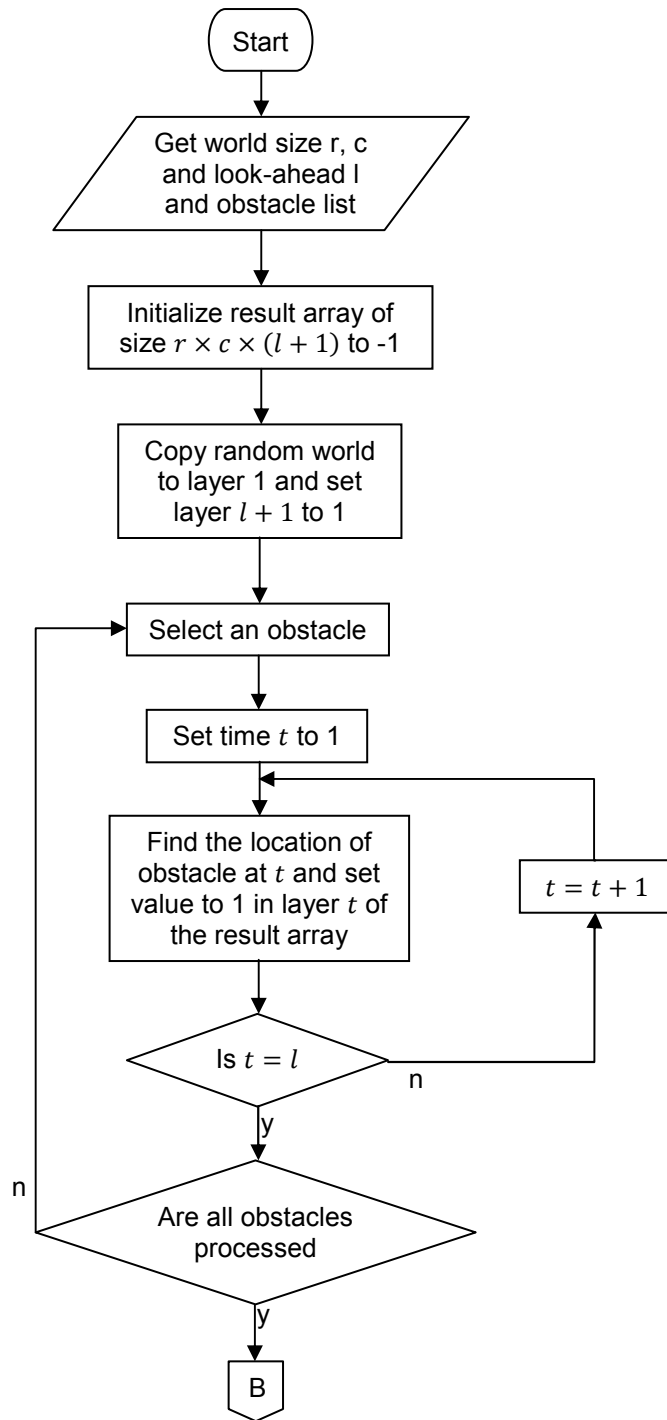 Start
Get world size r, c
and look-ahead l
and obstacle list
Initialize result array of
size r × c × (l + 1) to -1
Copy random world
to layer 1 and set
layer l + 1 to 1
Select an obstacle
Set time t to 1
Find the location of
obstacle at t and set
value to 1 in layer t of
the result array
t = t + 1
Is t = l
n
y
n
Are all obstacles
processed
y
B